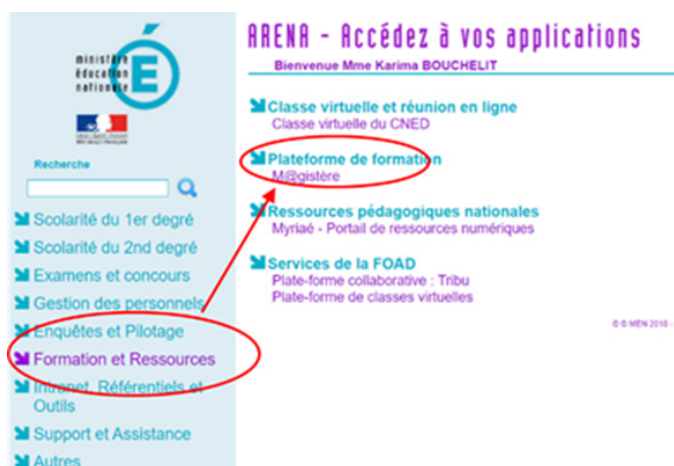 ministère
éducation
nationale
Recherche
Scolarité du 1er degré
Scolarité du 2nd degré
Examens et concours
Gestion des personnels
Enquêtes et Pilotage
Formation et Ressources
Intranet, Référentiels et
Outils
Support et Assistance
Autres
ARENA - Accédez à vos applications
Bienvenue Mme Karima BOUCHELIT
Classe virtuelle et réunion en ligne
Classe virtuelle du CNED
Plateforme de formation
M@gistère
Ressources pédagogiques nationales
Myriaé - Portail de ressources numériques
Services de la FOAD
Plate-forme collaborative : Tribu
Plate-forme de classes virtuelles
© © MEN 2010 -